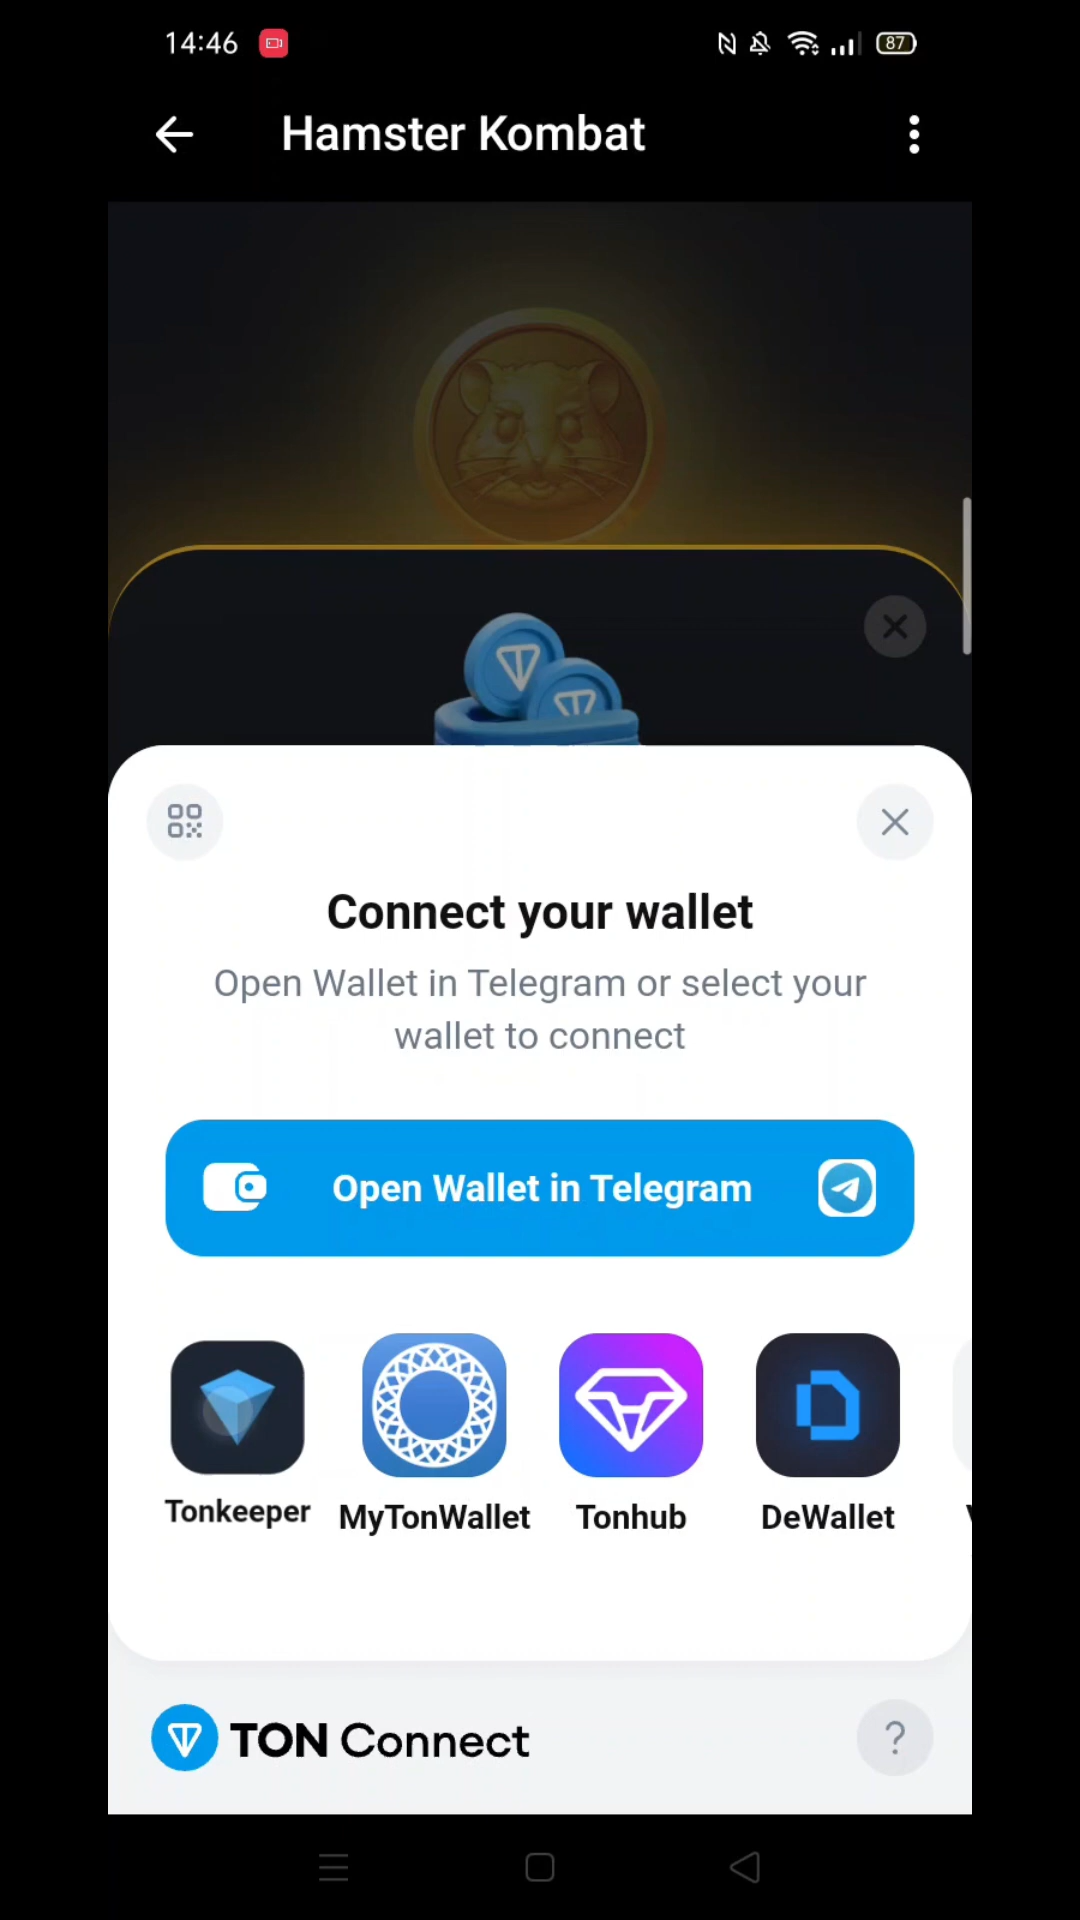 14:46
87
Hamster Kombat
Connect your wallet
Open Wallet in Telegram or select your
wallet to connect
Open Wallet in Telegram
Tonkeeper
MyTonWallet
Tonhub
DeWallet
TON Connect
?